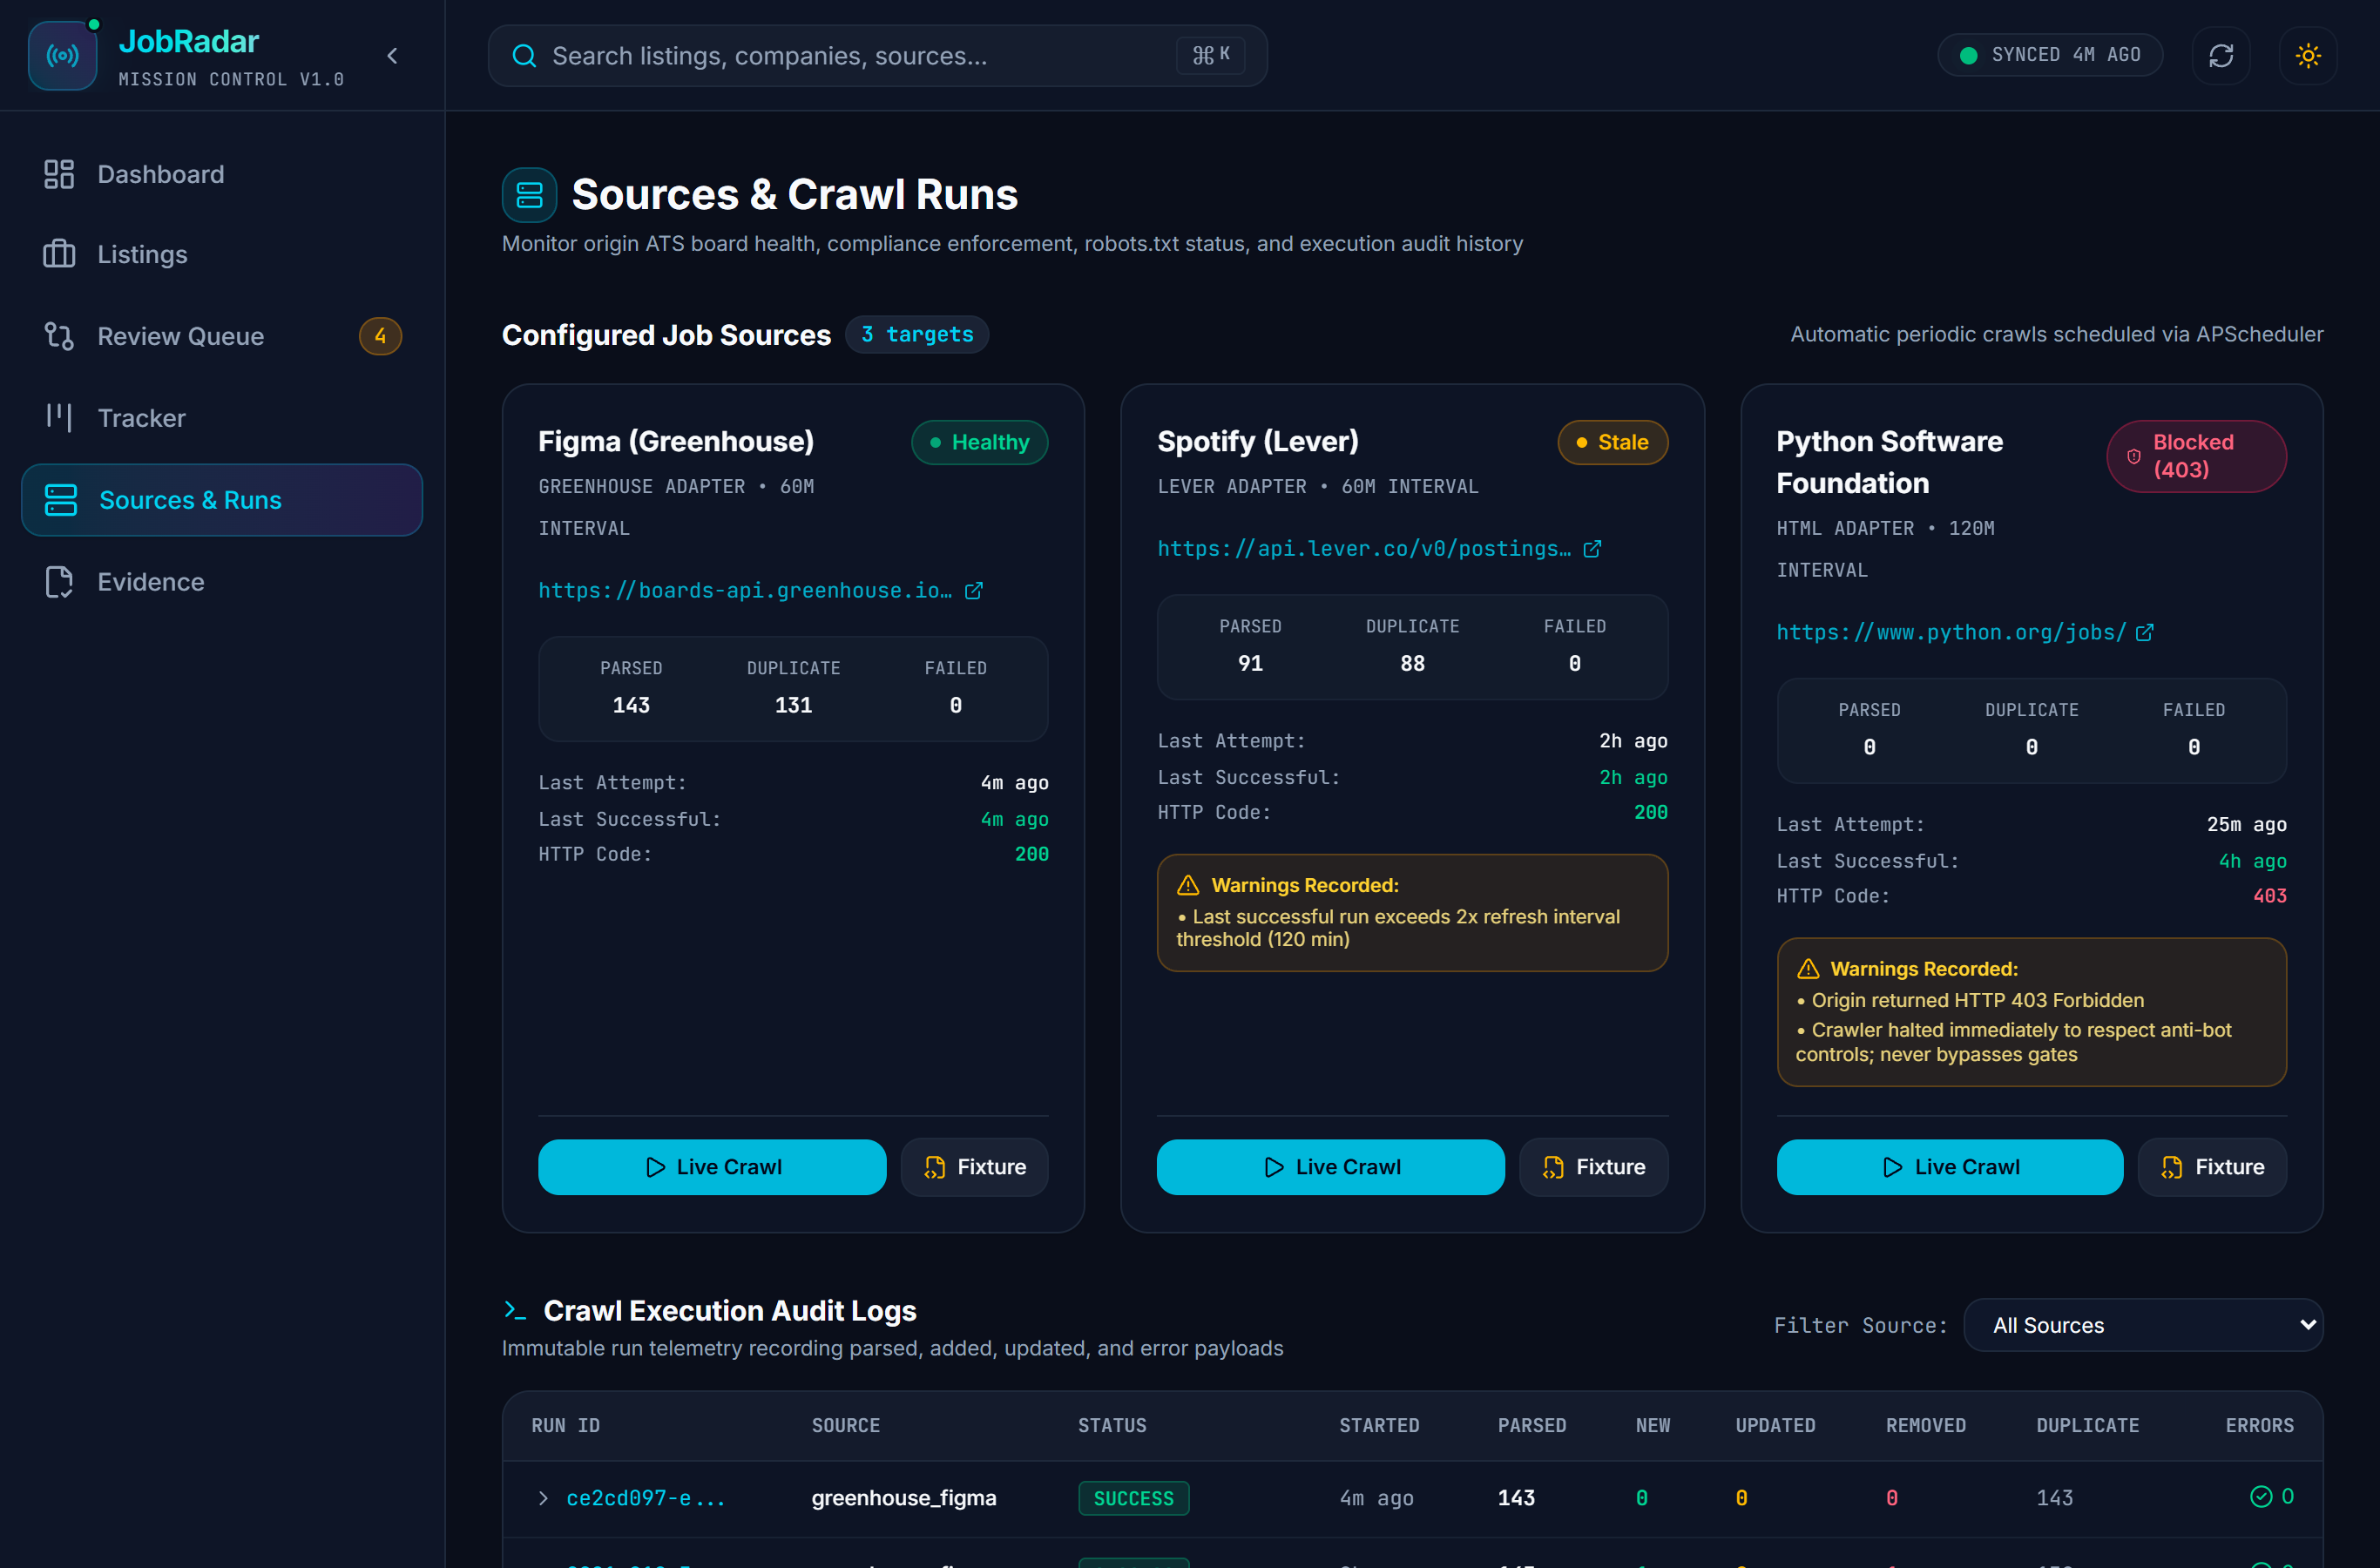 JobRadar
MISSION CONTROL V1.0
Search listings, companies, sources...
⌘ K
SYNCED 4M AGO
Dashboard
Listings
Review Queue
4
Tracker
Sources & Runs
Evidence
Sources & Crawl Runs
Monitor origin ATS board health, compliance enforcement, robots.txt status, and execution audit history
Configured Job Sources
3 targets
Automatic periodic crawls scheduled via APScheduler
Figma (Greenhouse)
Healthy
GREENHOUSE ADAPTER • 60M
INTERVAL
https://boards-api.greenhouse.io…
PARSED DUPLICATE FAILED
143 131 0
Last Attempt: 4m ago
Last Successful: 4m ago
HTTP Code: 200
Live Crawl
Fixture
Spotify (Lever)
Stale
LEVER ADAPTER • 60M INTERVAL
https://api.lever.co/v0/postings…
PARSED DUPLICATE FAILED
91 88 0
Last Attempt: 2h ago
Last Successful: 2h ago
HTTP Code: 200
Warnings Recorded:
• Last successful run exceeds 2x refresh interval
threshold (120 min)
Live Crawl
Fixture
Python Software
Foundation
Blocked
(403)
HTML ADAPTER • 120M
INTERVAL
https://www.python.org/jobs/
PARSED DUPLICATE FAILED
0 0 0
Last Attempt: 25m ago
Last Successful: 4h ago
HTTP Code: 403
Warnings Recorded:
• Origin returned HTTP 403 Forbidden
• Crawler halted immediately to respect anti-bot
controls; never bypasses gates
Live Crawl
Fixture
Crawl Execution Audit Logs
Immutable run telemetry recording parsed, added, updated, and error payloads
Filter Source:
All Sources
RUN ID SOURCE STATUS STARTED PARSED NEW UPDATED REMOVED DUPLICATE ERRORS
ce2cd097-e... greenhouse_figma SUCCESS 4m ago 143 0 0 0 143 0